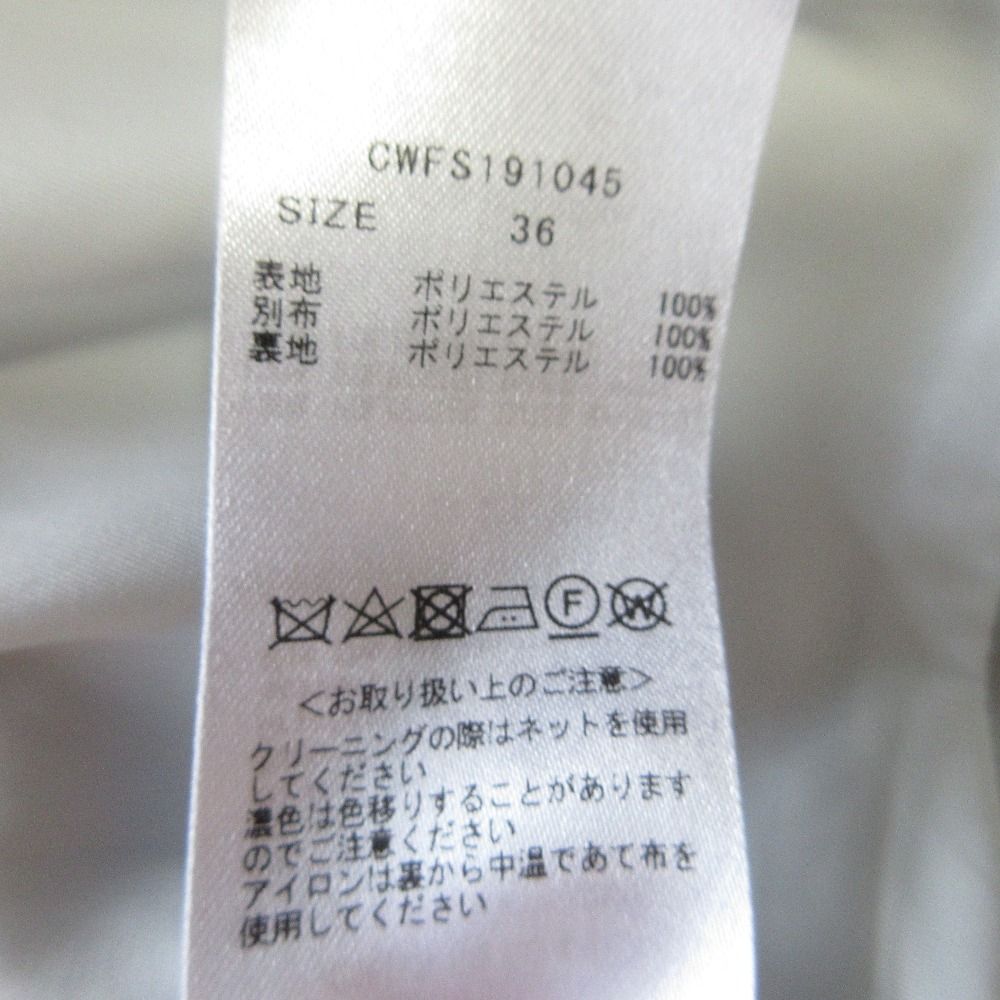 CWFS191045
SIZE 36
表地 ポリエステル 100%
別布 ポリエステル 100%
裏地 ポリエステル 100%
F W
<お取り扱い上のご注意>
クリーニングの際はネットを使用
してください
濃色は色移りすることがあります
のでご注意ください
アイロンは裏から中温であて布を
使用してください